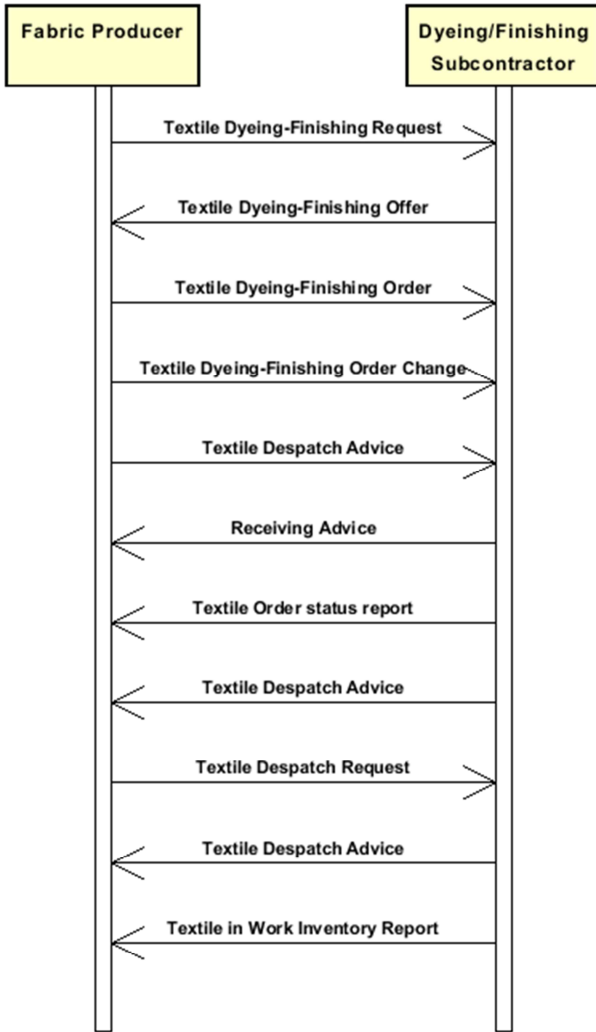 Fabric Producer
Dyeing/Finishing
Subcontractor
Textile Dyeing-Finishing Request
Textile Dyeing-Finishing Offer
Textile Dyeing-Finishing Order
Textile Dyeing-Finishing Order Change
Textile Despatch Advice
Receiving Advice
Textile Order status report
Textile Despatch Advice
Textile Despatch Request
Textile Despatch Advice
Textile in Work Inventory Report